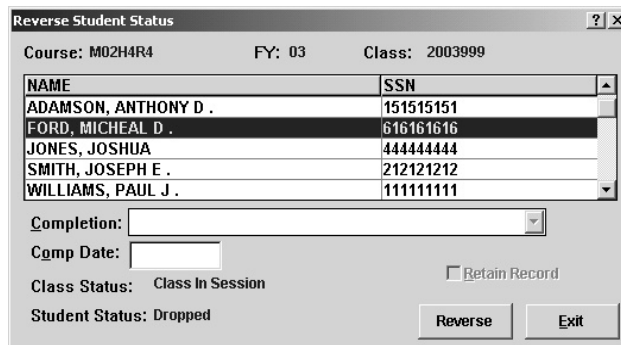 Reverse Student Status
Course: M02H4R4 FY: 03 Class: 2003999
NAME SSN
ADAMSON, ANTHONY D . 151515151
FORD, MICHEAL D . 616161616
JONES, JOSHUA 444444444
SMITH, JOSEPH E . 212121212
WILLIAMS, PAUL J . 111111111
Completion:
Comp Date:
Retain Record
Class Status: Class In Session
Student Status: Dropped
Reverse Exit